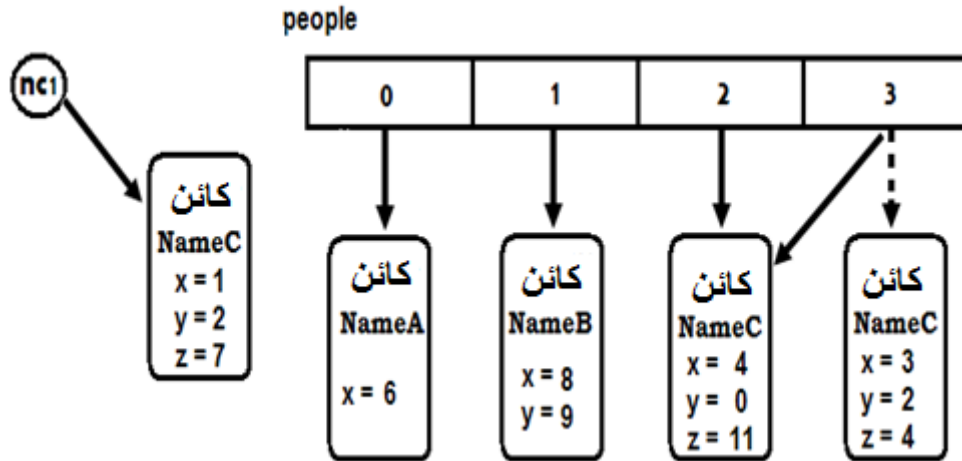 people
nc1
0 1 2 3
كائن
NameC
x = 1
y = 2
z = 7
كائن
NameA
x = 6
كائن
NameB
x = 8
y = 9
كائن
NameC
x = 4
y = 0
z = 11
كائن
NameC
x = 3
y = 2
z = 4